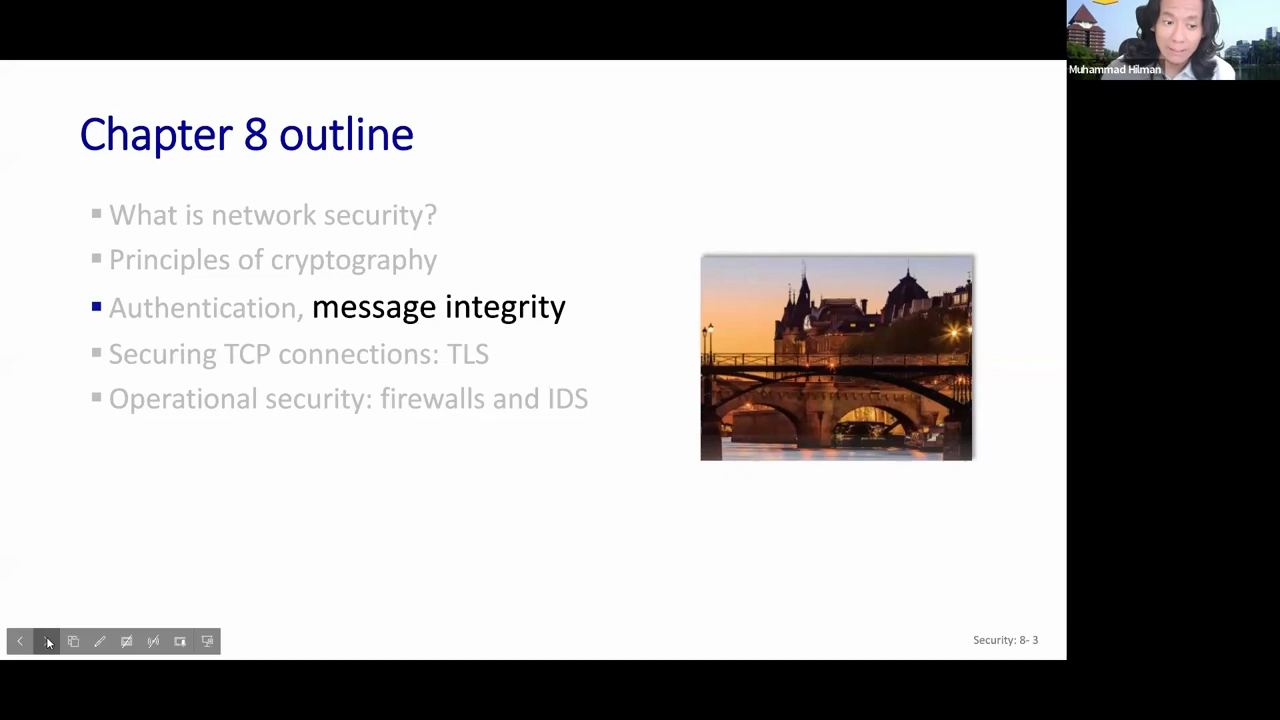 Muhammad Hilman
Chapter 8 outline
What is network security?
Principles of cryptography
Authentication, message integrity
Securing TCP connections: TLS
Operational security: firewalls and IDS
Security: 8- 3